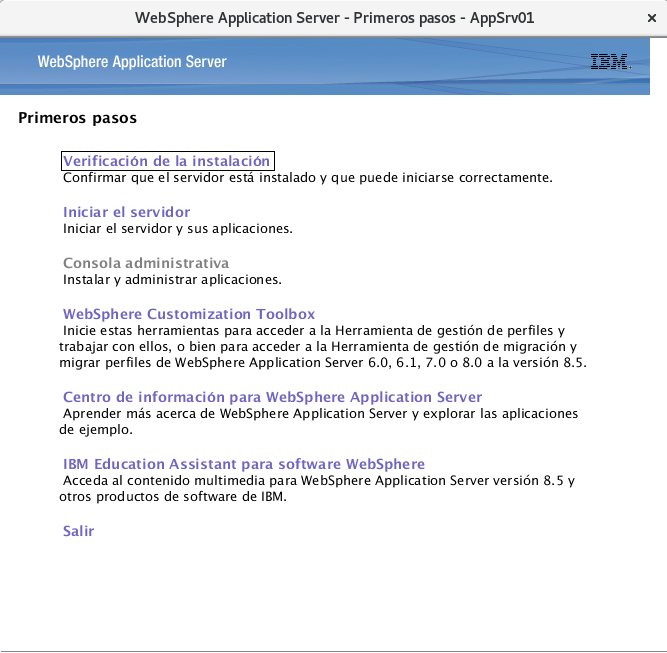 WebSphere Application Server - Primeros pasos - AppSrv01
WebSphere Application Server
IBM.
Primeros pasos
Verificación de la instalación
Confirmar que el servidor está instalado y que puede iniciarse correctamente.
Iniciar el servidor
Iniciar el servidor y sus aplicaciones.
Consola administrativa
Instalar y administrar aplicaciones.
WebSphere Customization Toolbox
Inicie estas herramientas para acceder a la Herramienta de gestión de perfiles y
trabajar con ellos, o bien para acceder a la Herramienta de gestión de migración y
migrar perfiles de WebSphere Application Server 6.0, 6.1, 7.0 o 8.0 a la versión 8.5.
Centro de información para WebSphere Application Server
Aprender más acerca de WebSphere Application Server y explorar las aplicaciones
de ejemplo.
IBM Education Assistant para software WebSphere
Acceda al contenido multimedia para WebSphere Application Server versión 8.5 y
otros productos de software de IBM.
Salir